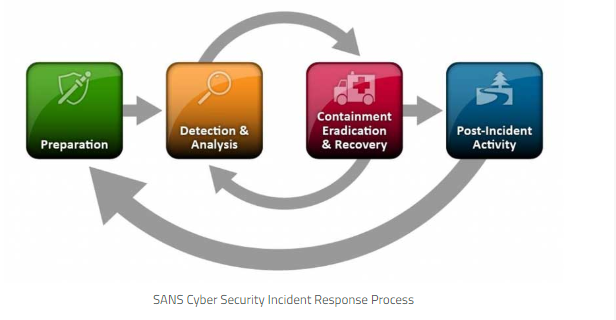 Preparation
Detection &
Analysis
Containment
Eradication
& Recovery
Post-Incident
Activity
SANS Cyber Security Incident Response Process